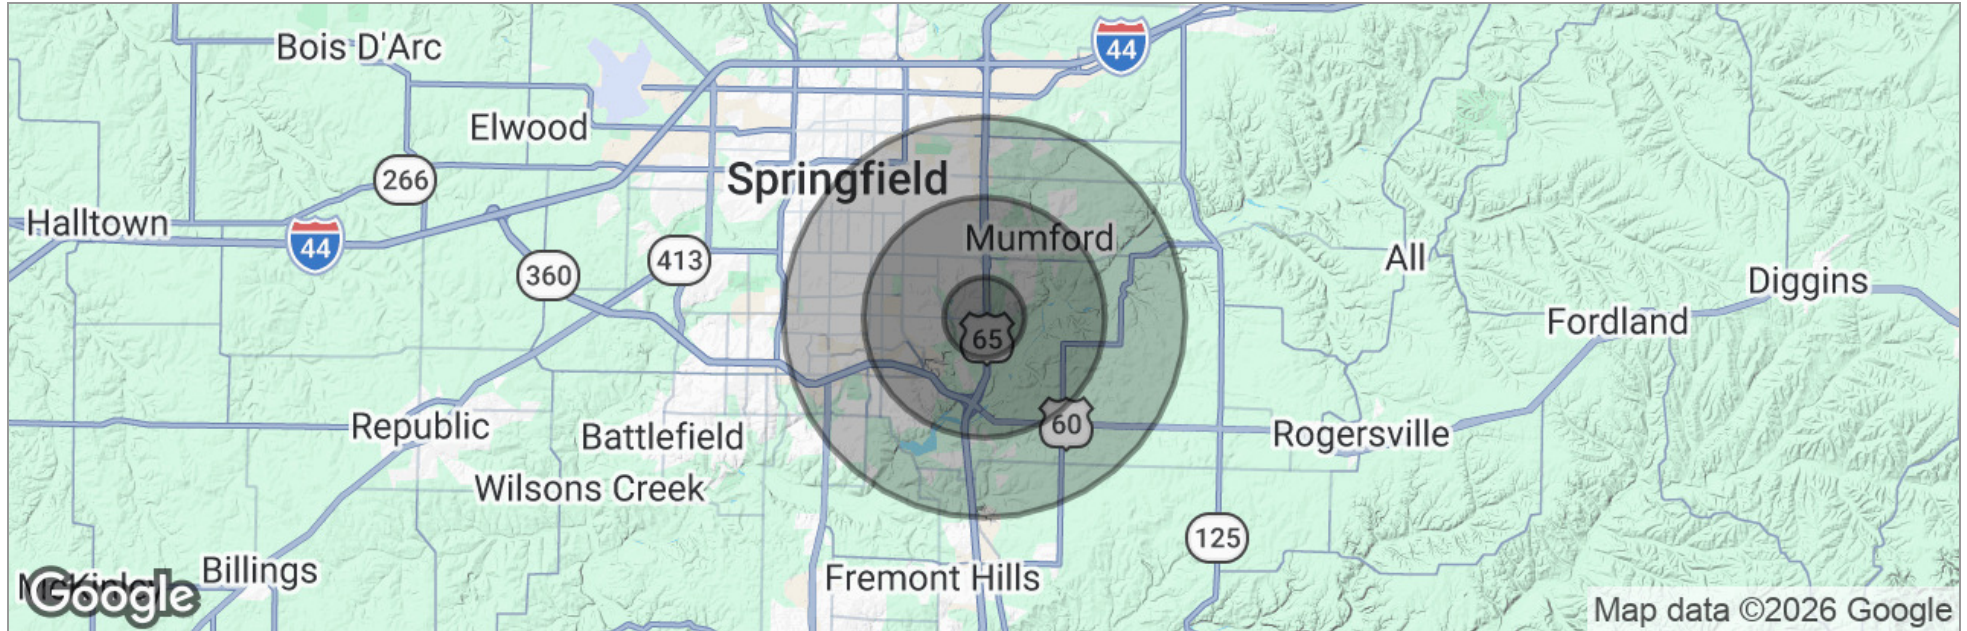 Bois D'Arc
44
Elwood
266
Springfield
Halltown
44
Mumford
360
413
All
Diggins
65
Fordland
Republic
Battlefield
60
Rogersville
Wilsons Creek
125
Billings
Fremont Hills
McKinley
Google
Map data ©2026 Google